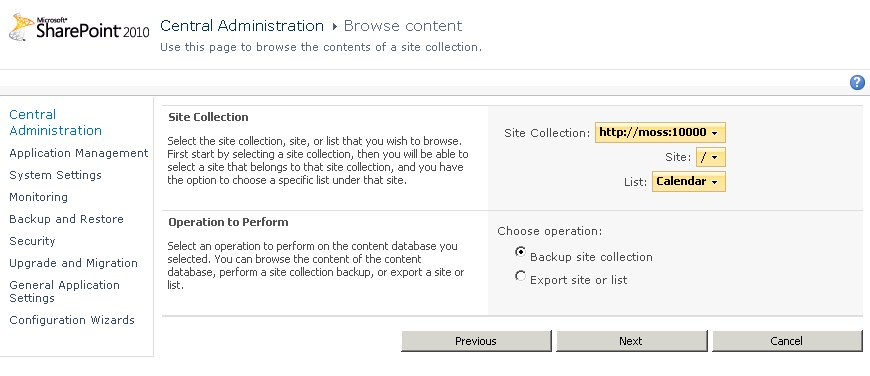 Microsoft®
SharePoint® 2010
Central Administration ▸ Browse content
Use this page to browse the contents of a site collection.
Central
Administration
Application Management
System Settings
Monitoring
Backup and Restore
Security
Upgrade and Migration
General Application
Settings
Configuration Wizards
Site Collection
Select the site collection, site, or list that you wish to browse.
First start by selecting a site collection, then you will be able to
select a site that belongs to that site collection, and you have
the option to choose a specific list under that site.
Site Collection: http://moss:10000
Site: /
List: Calendar
Operation to Perform
Select an operation to perform on the content database you
selected. You can browse the content of the content
database, perform a site collection backup, or export a site or
list.
Choose operation:
Backup site collection
Export site or list
Previous Next Cancel